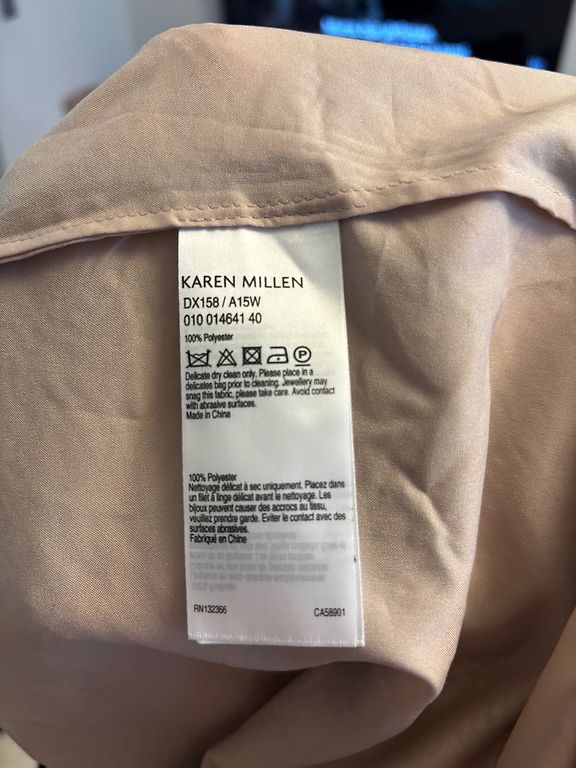 KAREN MILLEN
DX158 / A15W
010 014641 40
100% Polyester
Delicate dry clean only. Please place in a
delicates bag prior to cleaning. Jewellery may
snag this fabric, please take care. Avoid contact
with abrasive surfaces.
Made in China
100% Polyester
Nettoyage délicat à sec uniquement. Placez dans
un filet à linge délicat avant le nettoyage. Les
bijoux peuvent causer des accrocs au tissu,
veuillez prendre garde. Eviter le contact avec des
surfaces abrasives.
Fabriqué en Chine
RN132366 CA58901